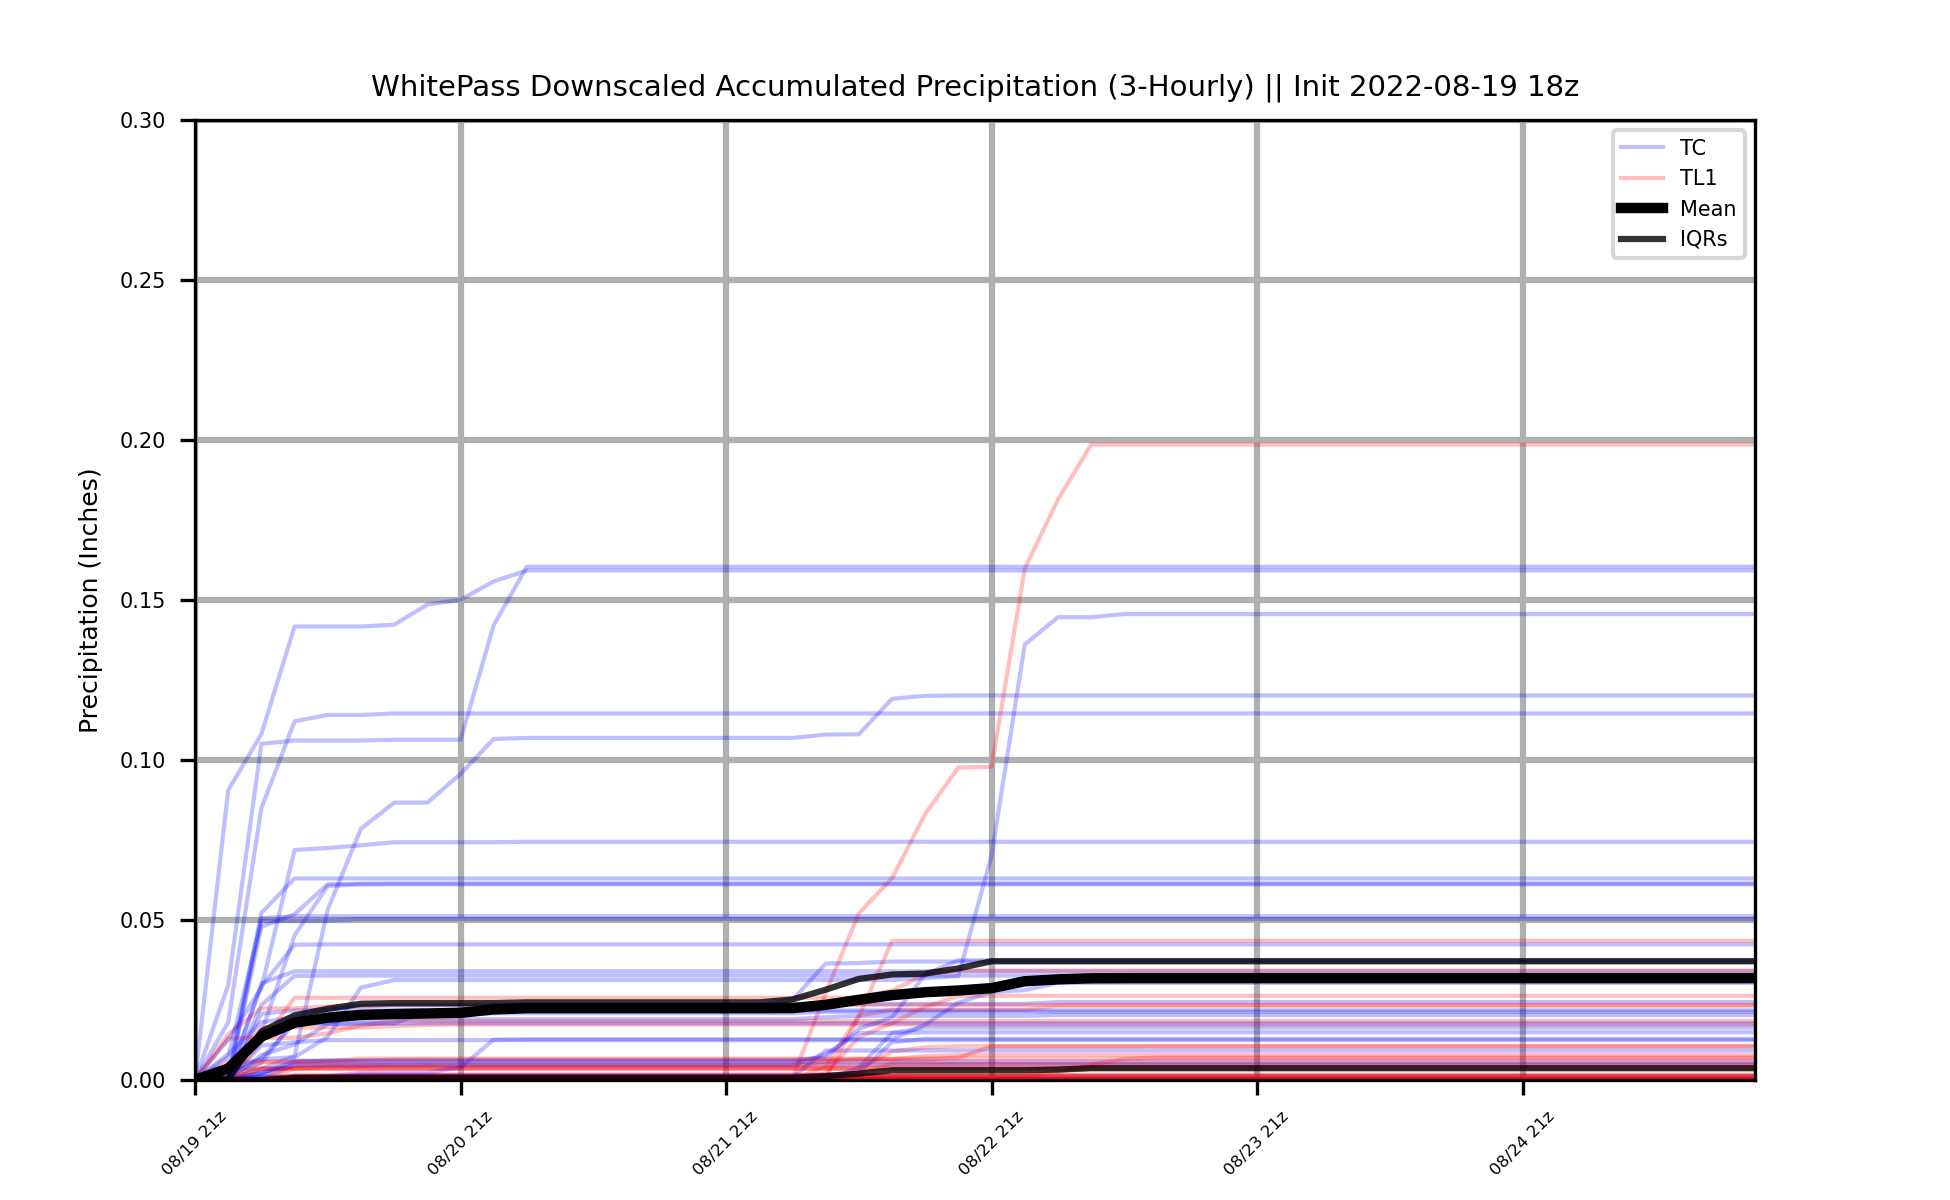 WhitePass Downscaled Accumulated Precipitation (3-Hourly) || Init 2022-08-19 18z
TC
TL1
Mean
IQRs
Precipitation (Inches)
0.30
0.25
0.20
0.15
0.10
0.05
0.00
08/19 21z
08/20 21z
08/21 21z
08/22 21z
08/23 21z
08/24 21z